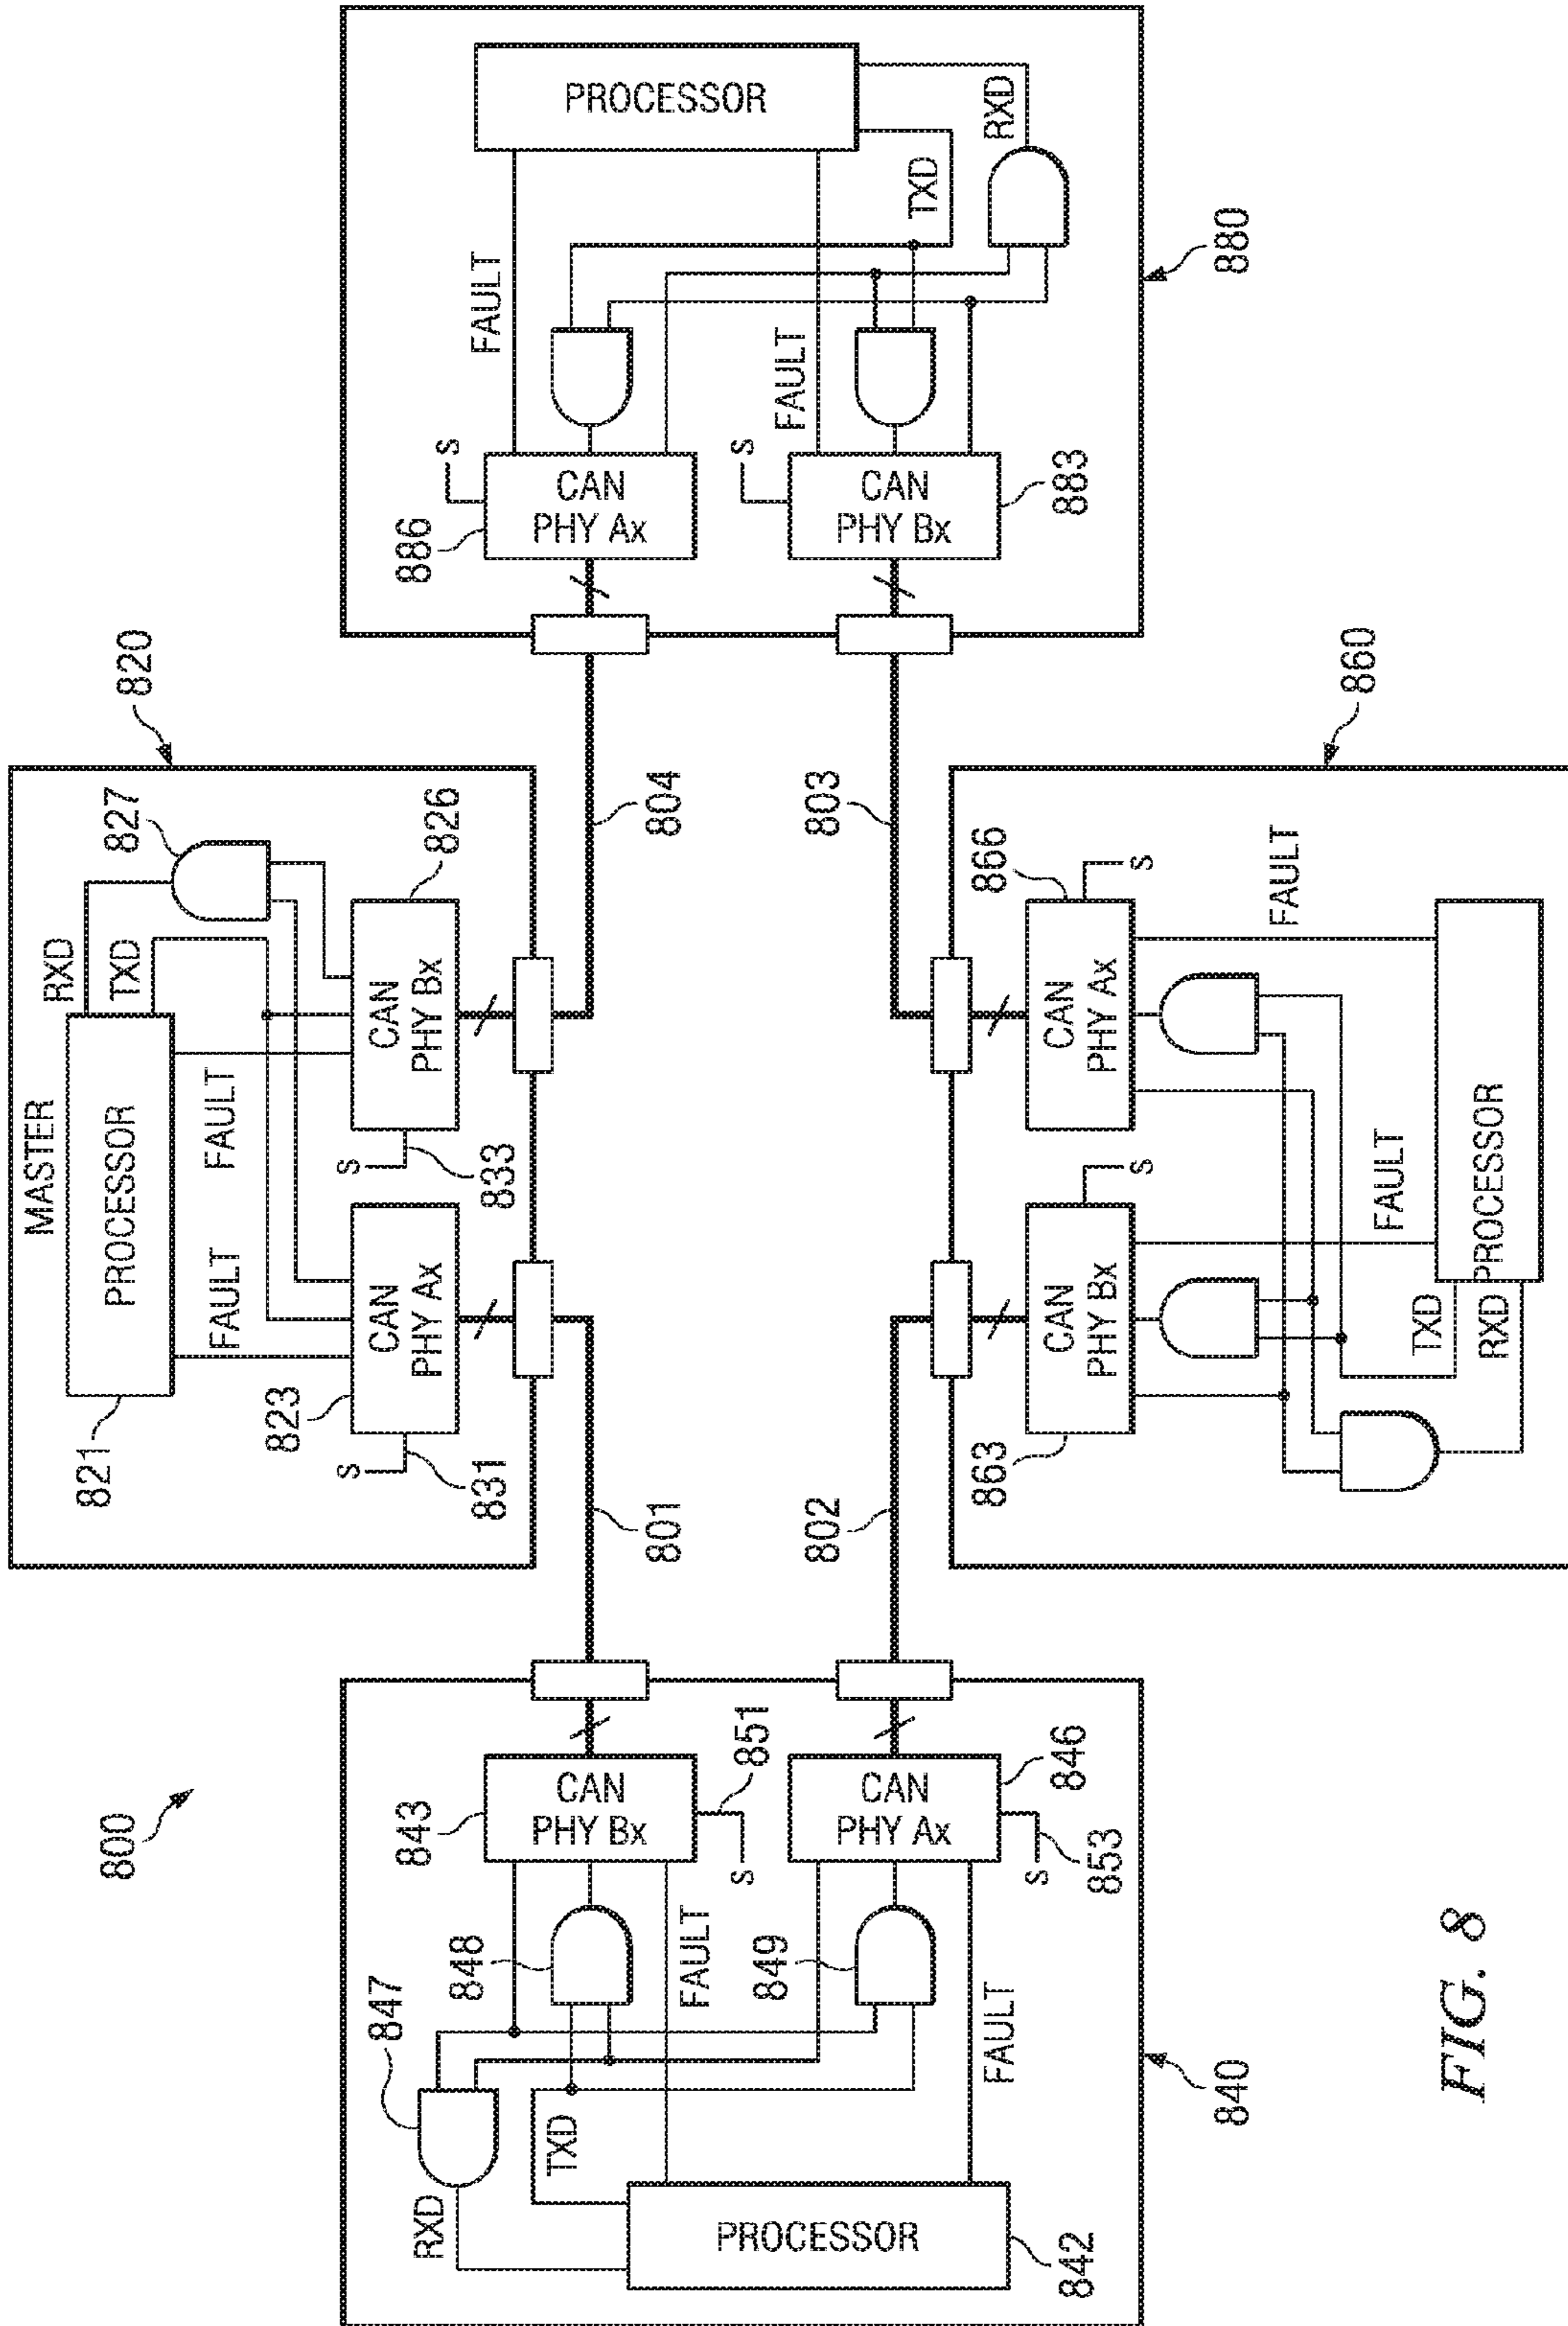 800
MASTER
820
PROCESSOR
821
RXD
TXD
827
FAULT
FAULT
823
CAN
PHY Ax
S
831
CAN
PHY Bx
826
S
833
801
804
840
PROCESSOR
842
RXD
TXD
847
848
849
FAULT
FAULT
843
CAN
PHY Bx
S
851
CAN
PHY Ax
846
S
853
802
803
860
863
CAN
PHY Bx
S
CAN
PHY Ax
866
S
FAULT
FAULT
TXD
RXD
PROCESSOR
880
886
CAN
PHY Ax
S
CAN
PHY Bx
883
S
FAULT
FAULT
TXD
RXD
PROCESSOR
FIG. 8